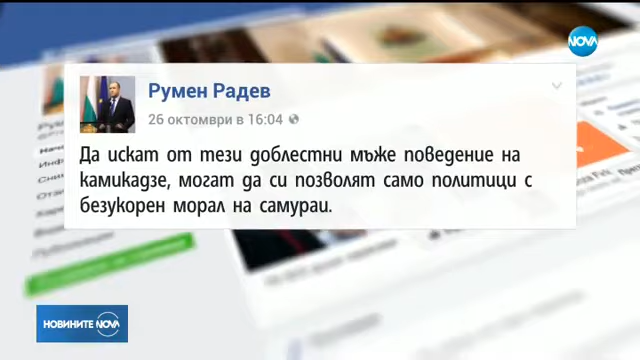 NOVA
Румен Радев
26 октомври в 16:04
Да искат от тези доблестни мъже поведение на
камикадзе, могат да си позволят само политици с
безукорен морал на самураи.
НОВИНИТЕ NOVA